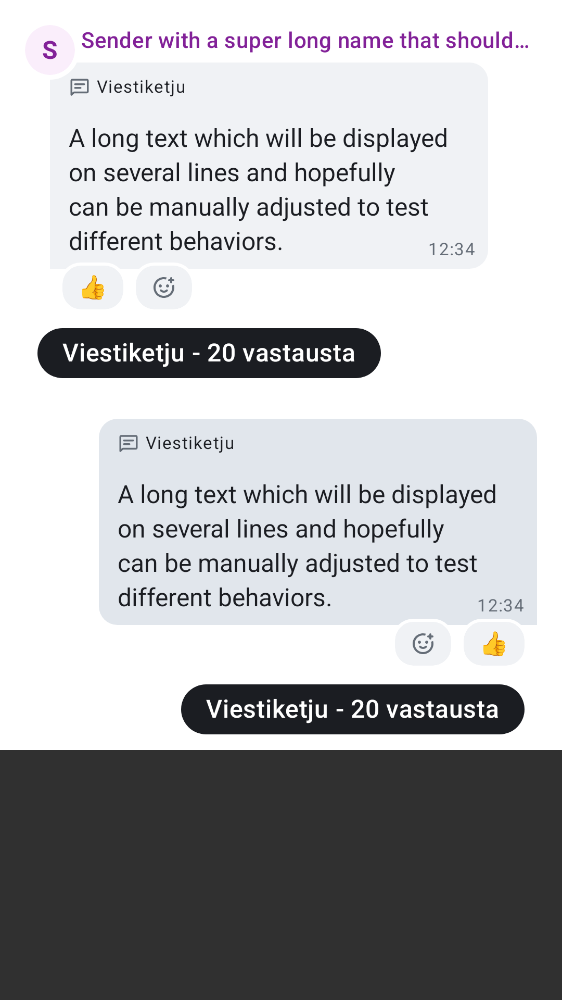 S
Sender with a super long name that should…
Viestiketju
A long text which will be displayed
on several lines and hopefully
can be manually adjusted to test
different behaviors.
12:34
👍
Viestiketju - 20 vastausta
Viestiketju
A long text which will be displayed
on several lines and hopefully
can be manually adjusted to test
different behaviors.
12:34
👍
Viestiketju - 20 vastausta